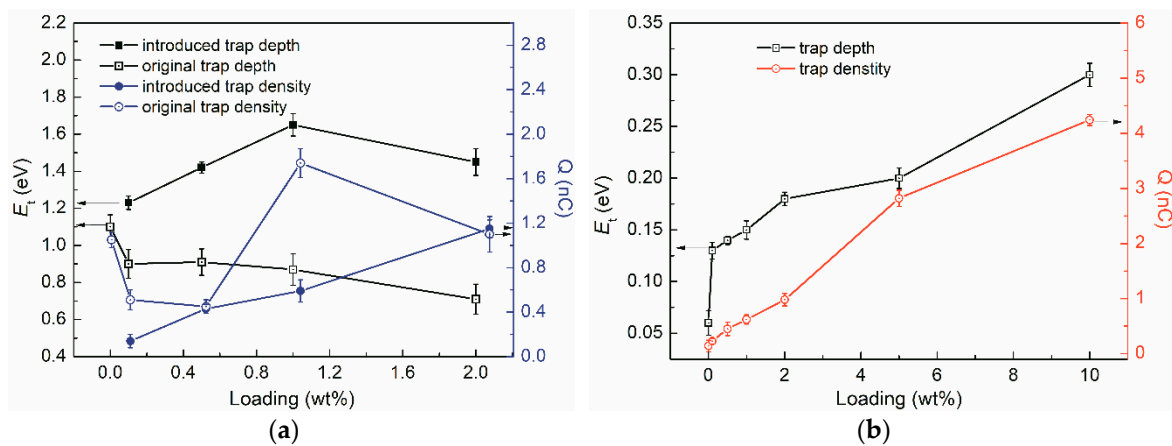 2.2
2.0
1.8
1.6
1.4
1.2
1.0
0.8
0.6
0.4
E_t (eV)
introduced trap depth
original trap depth
introduced trap density
original trap density
2.8
2.4
2.0
1.6
1.2
0.8
0.4
0.0
Q (nC)
0.0 0.4 0.8 1.2 1.6 2.0
Loading (wt%)
(a)
0.35
0.30
0.25
0.20
0.15
0.10
0.05
E_t (eV)
trap depth
trap denstity
6
5
4
3
2
1
0
Q (nC)
0 2 4 6 8 10
Loading (wt%)
(b)